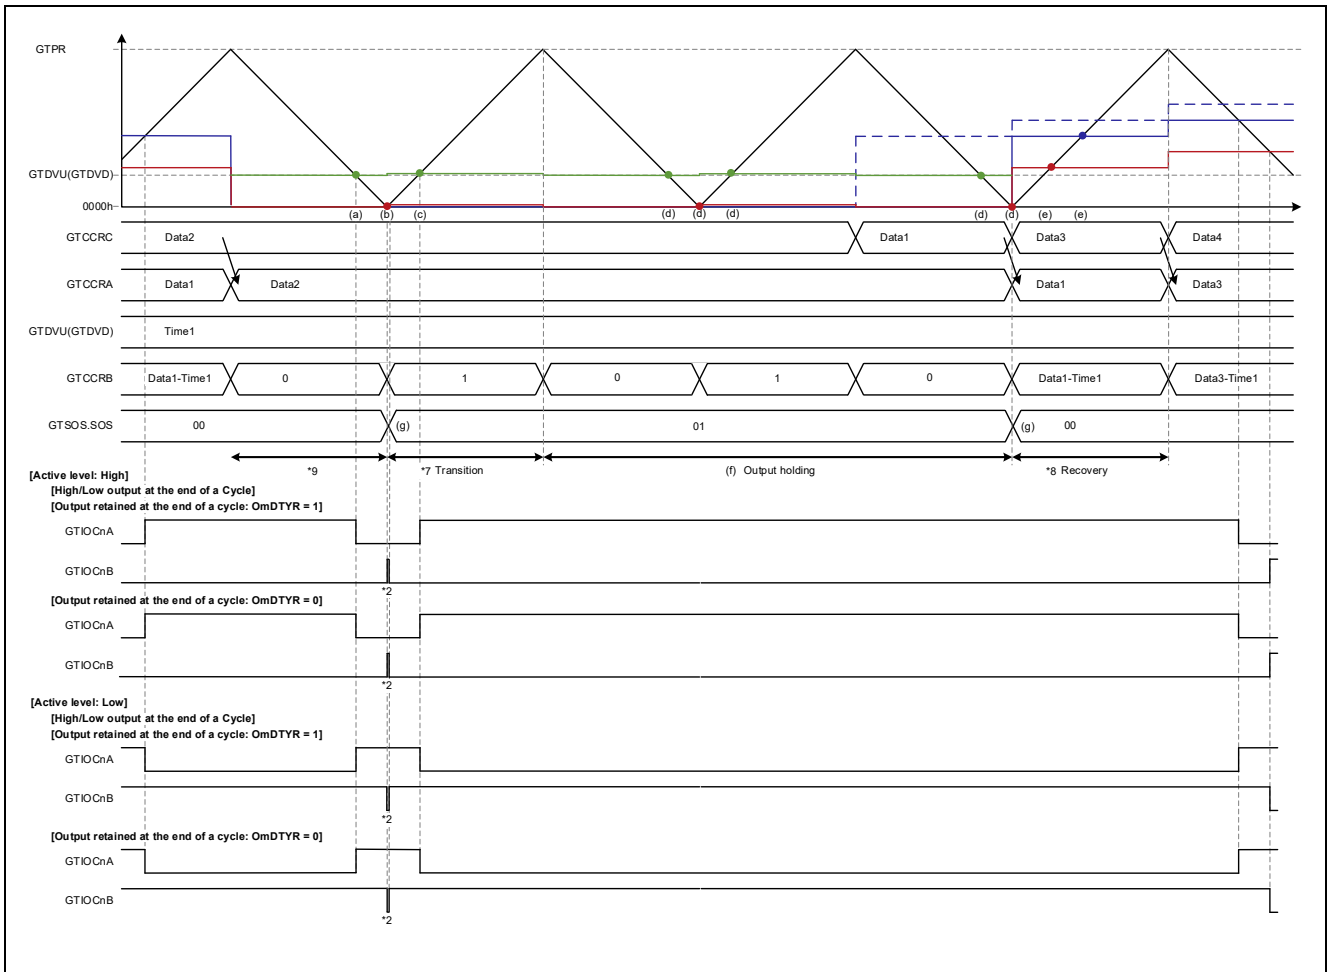 GTPR
GTDVU(GTDVD)
0000h
(a) (b) (c) (d) (d) (d) (d) (d) (e) (e)
GTCCRC Data2 Data1 Data3 Data4
GTCCRA Data1 Data2 Data1 Data3
GTDVU(GTDVD) Time1
GTCCRB Data1-Time1 0 1 0 1 0 Data1-Time1 Data3-Time1
GTSOS.SOS 00 (g) 01 (g) 00
*9 *7 Transition (f) Output holding *8 Recovery
[Active level: High]
[High/Low output at the end of a Cycle]
[Output retained at the end of a cycle: OmDTYR = 1]
GTIOCnA
GTIOCnB
*2
[Output retained at the end of a cycle: OmDTYR = 0]
GTIOCnA
GTIOCnB
*2
[Active level: Low]
[High/Low output at the end of a Cycle]
[Output retained at the end of a cycle: OmDTYR = 1]
GTIOCnA
GTIOCnB
*2
[Output retained at the end of a cycle: OmDTYR = 0]
GTIOCnA
GTIOCnB
*2